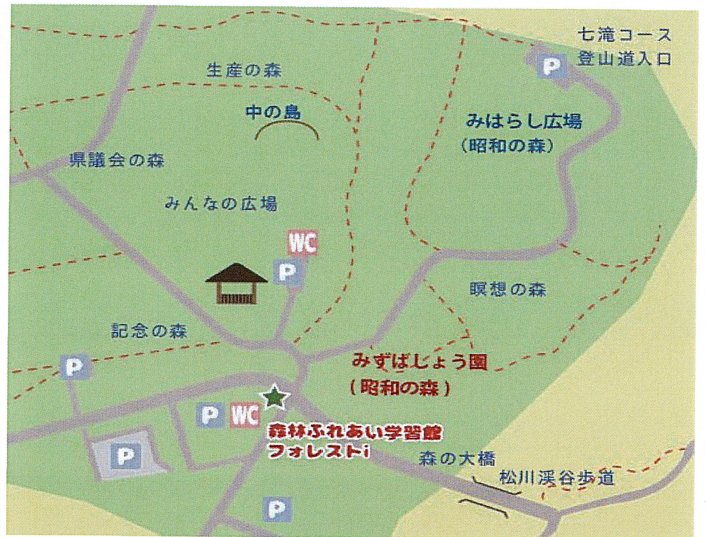 七滝コース
登山道入口
P
生産の森
中の島
みはらし広場
(昭和の森)
県議会の森
みんなの広場
WC
P
瞑想の森
記念の森
みずばしょう園
(昭和の森)
P
P
WC
森林ふれあい学習館
フォレストi
P
森の大橋
松川渓谷歩道
P